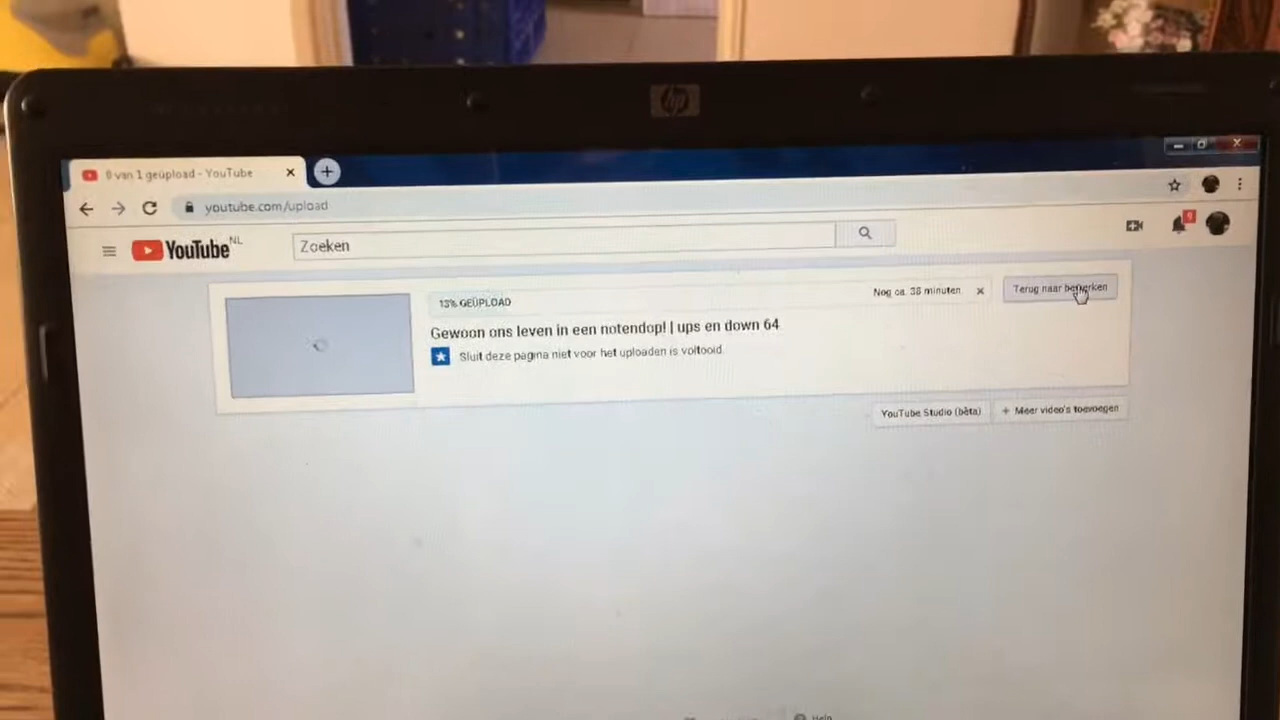 hp
0 van 1 geüpload - YouTube
youtube.com/upload
YouTube NL
Zoeken
9
13% GEÜPLOAD
Nog ca. 38 minuten.
Terug naar bewerken
Gewoon ons leven in een notendop! | ups en down 64
Sluit deze pagina niet voor het uploaden is voltooid.
YouTube Studio (bèta)
+ Meer video's toevoegen
Help